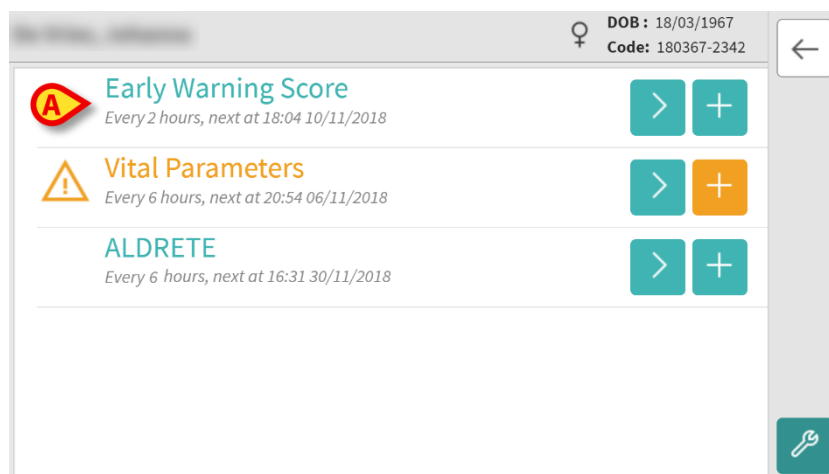 DOB : 18/03/1967
Code: 180367-2342
A
Early Warning Score
Every 2 hours, next at 18:04 10/11/2018
Vital Parameters
Every 6 hours, next at 20:54 06/11/2018
ALDRETE
Every 6 hours, next at 16:31 30/11/2018